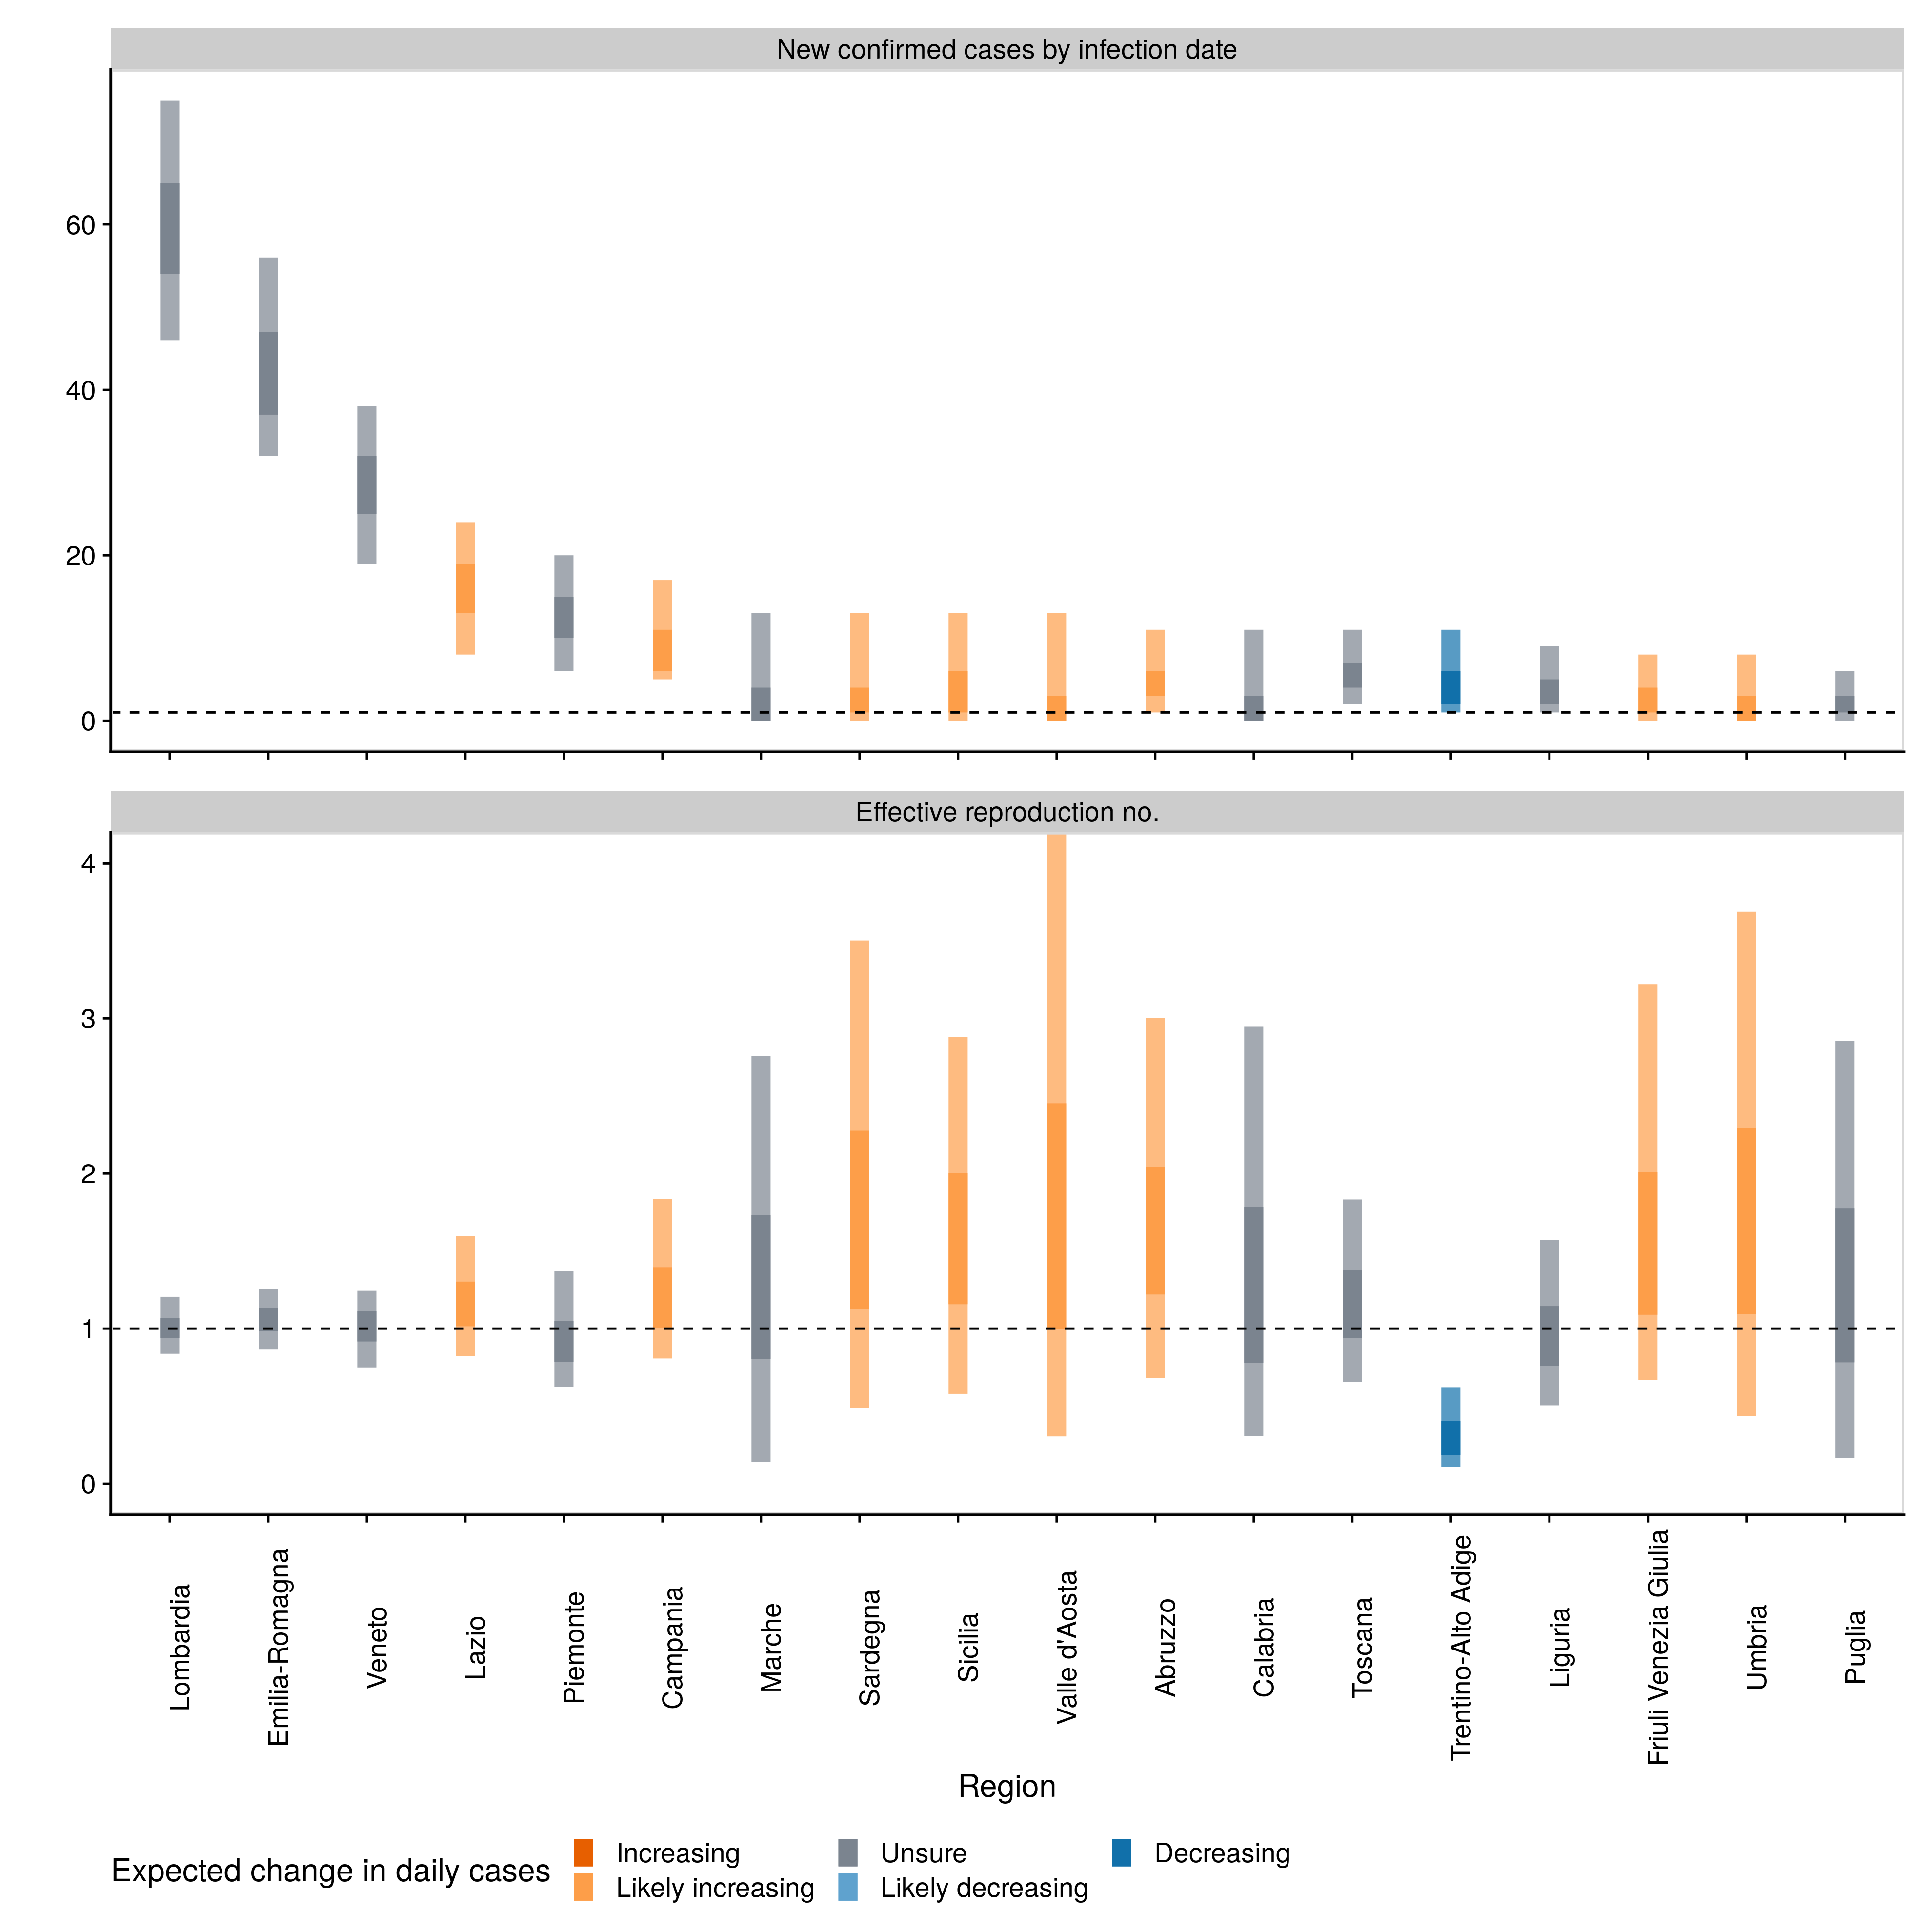 New confirmed cases by infection date
60
40
20
0
Effective reproduction no.
4
3
2
1
0
Lombardia
Emilia-Romagna
Veneto
Lazio
Piemonte
Campania
Marche
Sardegna
Sicilia
Valle d'Aosta
Abruzzo
Calabria
Toscana
Trentino-Alto Adige
Liguria
Friuli Venezia Giulia
Umbria
Puglia
Region
Expected change in daily cases
Increasing
Unsure
Decreasing
Likely increasing
Likely decreasing